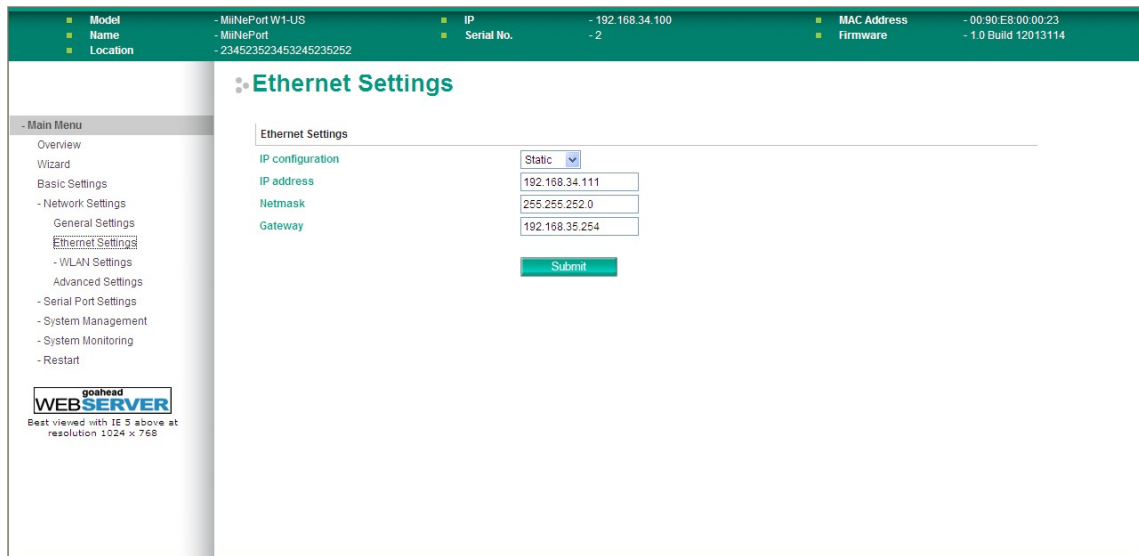 Model - MiiNePort W1-US IP - 192.168.34.100 MAC Address - 00:90:E8:00:00:23
Name - MiiNePort Serial No. - 2 Firmware - 1.0 Build 12013114
Location - 234523523453245235252
Ethernet Settings
- Main Menu
Overview
Wizard
Basic Settings
- Network Settings
General Settings
Ethernet Settings
- WLAN Settings
Advanced Settings
- Serial Port Settings
- System Management
- System Monitoring
- Restart
goahead
WEBSERVER
Best viewed with IE 5 above at
resolution 1024 x 768
Ethernet Settings
IP configuration Static
IP address 192.168.34.111
Netmask 255.255.252.0
Gateway 192.168.35.254
Submit